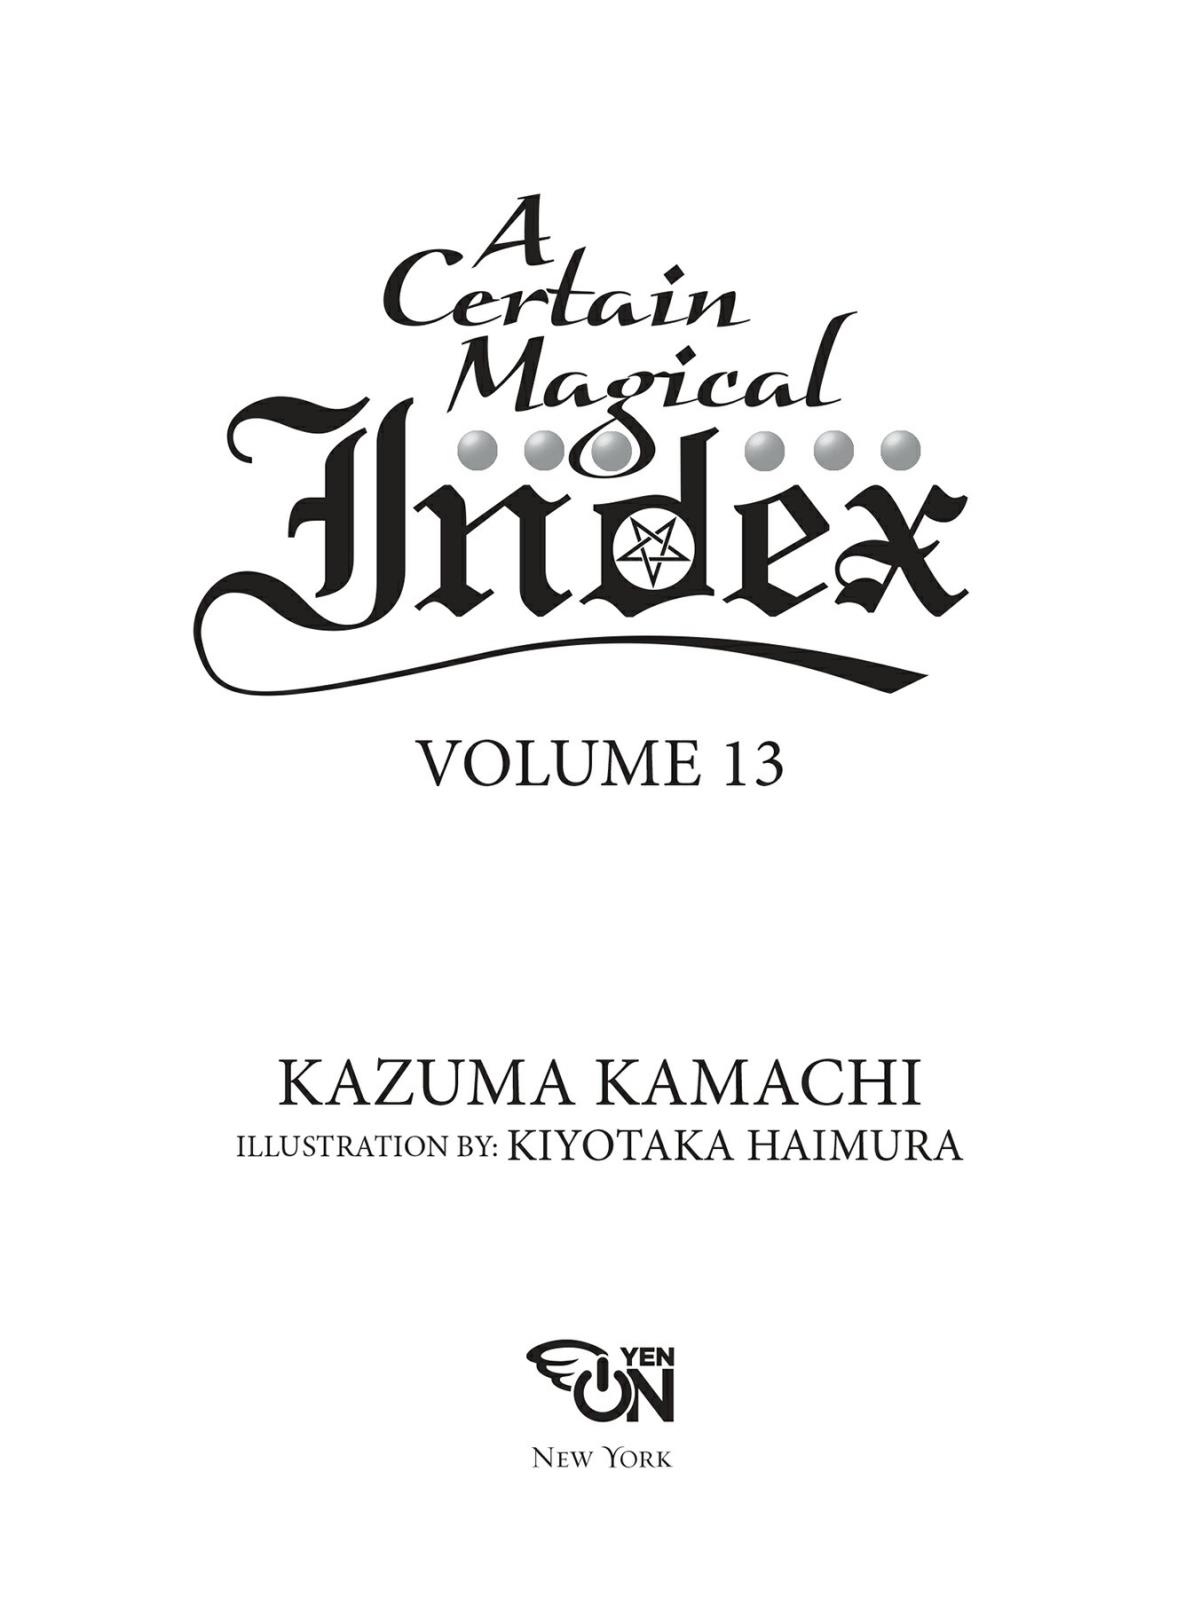 A
Certain
Magical
Index
VOLUME 13
KAZUMA KAMACHI
ILLUSTRATION BY: KIYOTAKA HAIMURA
YEN
ON
NEW YORK